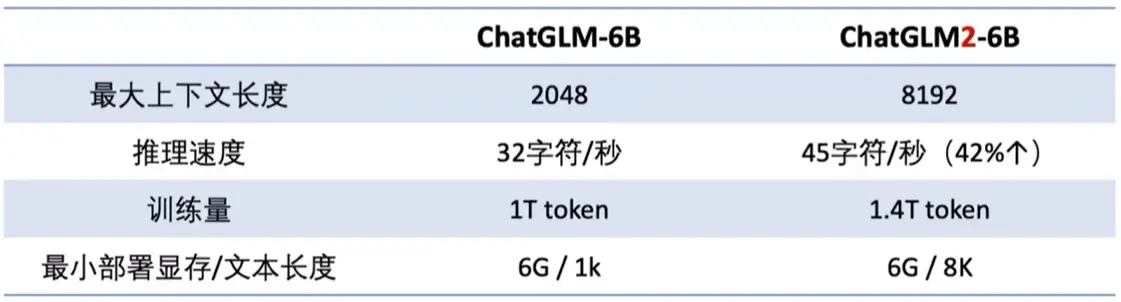 ChatGLM-6B ChatGLM2-6B
最大上下文长度 2048 8192
推理速度 32字符/秒 45字符/秒（42%个）
训练量 1T token 1.4T token
最小部署显存/文本长度 6G / 1k 6G / 8K